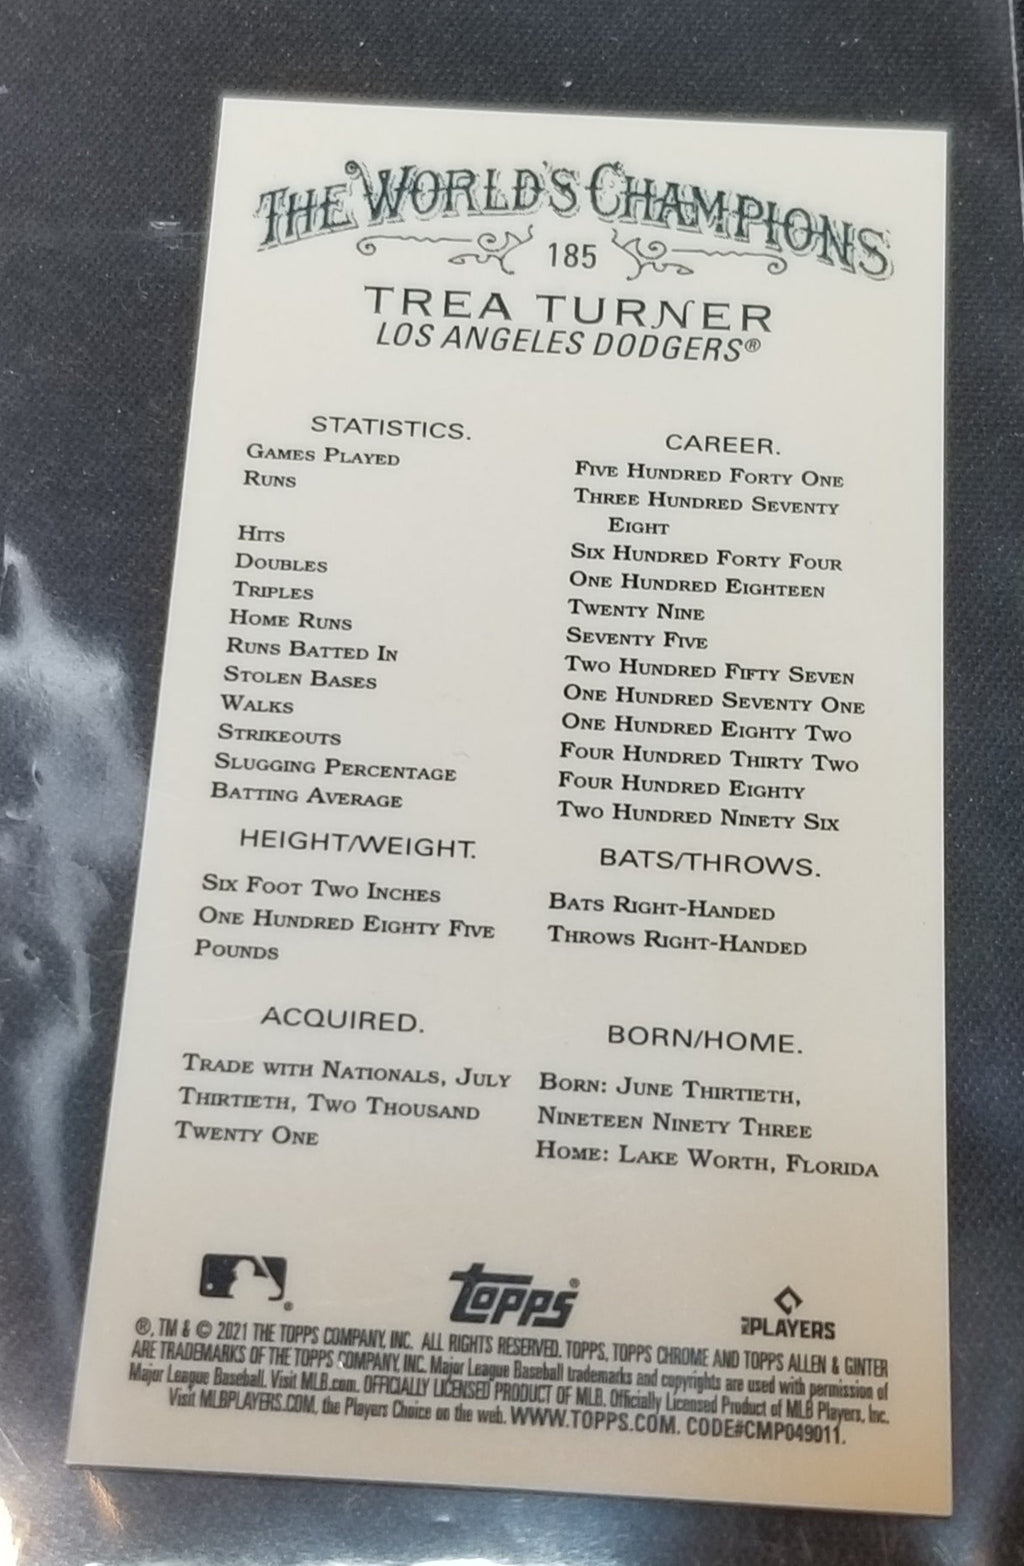 THE WORLD'S CHAMPIONS
185
TREA TURNER
LOS ANGELES DODGERS®
STATISTICS. CAREER.
GAMES PLAYED FIVE HUNDRED FORTY ONE
RUNS THREE HUNDRED SEVENTY
EIGHT
HITS SIX HUNDRED FORTY FOUR
DOUBLES ONE HUNDRED EIGHTEEN
TRIPLES TWENTY NINE
HOME RUNS SEVENTY FIVE
RUNS BATTED IN TWO HUNDRED FIFTY SEVEN
STOLEN BASES ONE HUNDRED SEVENTY ONE
WALKS ONE HUNDRED EIGHTY TWO
STRIKEOUTS FOUR HUNDRED THIRTY TWO
SLUGGING PERCENTAGE FOUR HUNDRED EIGHTY
BATTING AVERAGE TWO HUNDRED NINETY SIX
HEIGHT/WEIGHT.
SIX FOOT TWO INCHES
ONE HUNDRED EIGHTY FIVE
POUNDS
BATS/THROWS.
BATS RIGHT-HANDED
THROWS RIGHT-HANDED
ACQUIRED.
TRADE WITH NATIONALS, JULY
THIRTIETH, TWO THOUSAND
TWENTY ONE
BORN/HOME.
BORN: JUNE THIRTIETH,
NINETEEN NINETY THREE
HOME: LAKE WORTH, FLORIDA
®
topps®
PLAYERS
®, TM & © 2021 THE TOPPS COMPANY, INC. ALL RIGHTS RESERVED. TOPPS, TOPPS CHROME AND TOPPS ALLEN & GINTER
ARE TRADEMARKS OF THE TOPPS COMPANY, INC. Major League Baseball trademarks and copyrights are used with permission of
Major League Baseball. Visit MLB.com. OFFICIALLY LICENSED PRODUCT OF MLB. Officially Licensed Product of MLB Players, Inc.
Visit MLBPLAYERS.COM, the Players Choice on the web. WWW.TOPPS.COM. CODE#CMP049011.